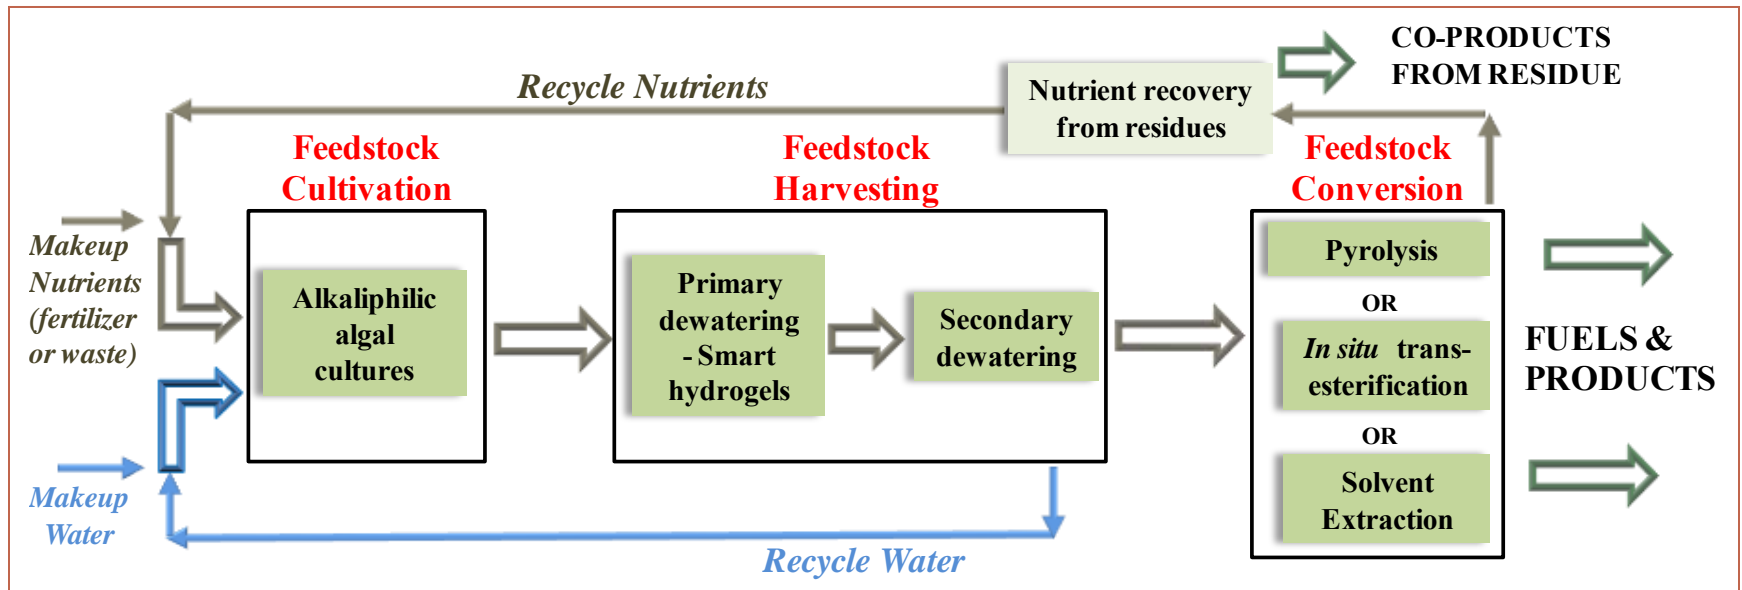 CO-PRODUCTS
FROM RESIDUE
Recycle Nutrients
Nutrient recovery
from residues
Feedstock
Cultivation
Feedstock
Harvesting
Feedstock
Conversion
Makeup
Nutrients
(fertilizer
or waste)
Alkaliphilic
algal
cultures
Primary
dewatering
- Smart
hydrogels
Secondary
dewatering
Pyrolysis
OR
In situ trans-
esterification
OR
Solvent
Extraction
FUELS &
PRODUCTS
Makeup
Water
Recycle Water